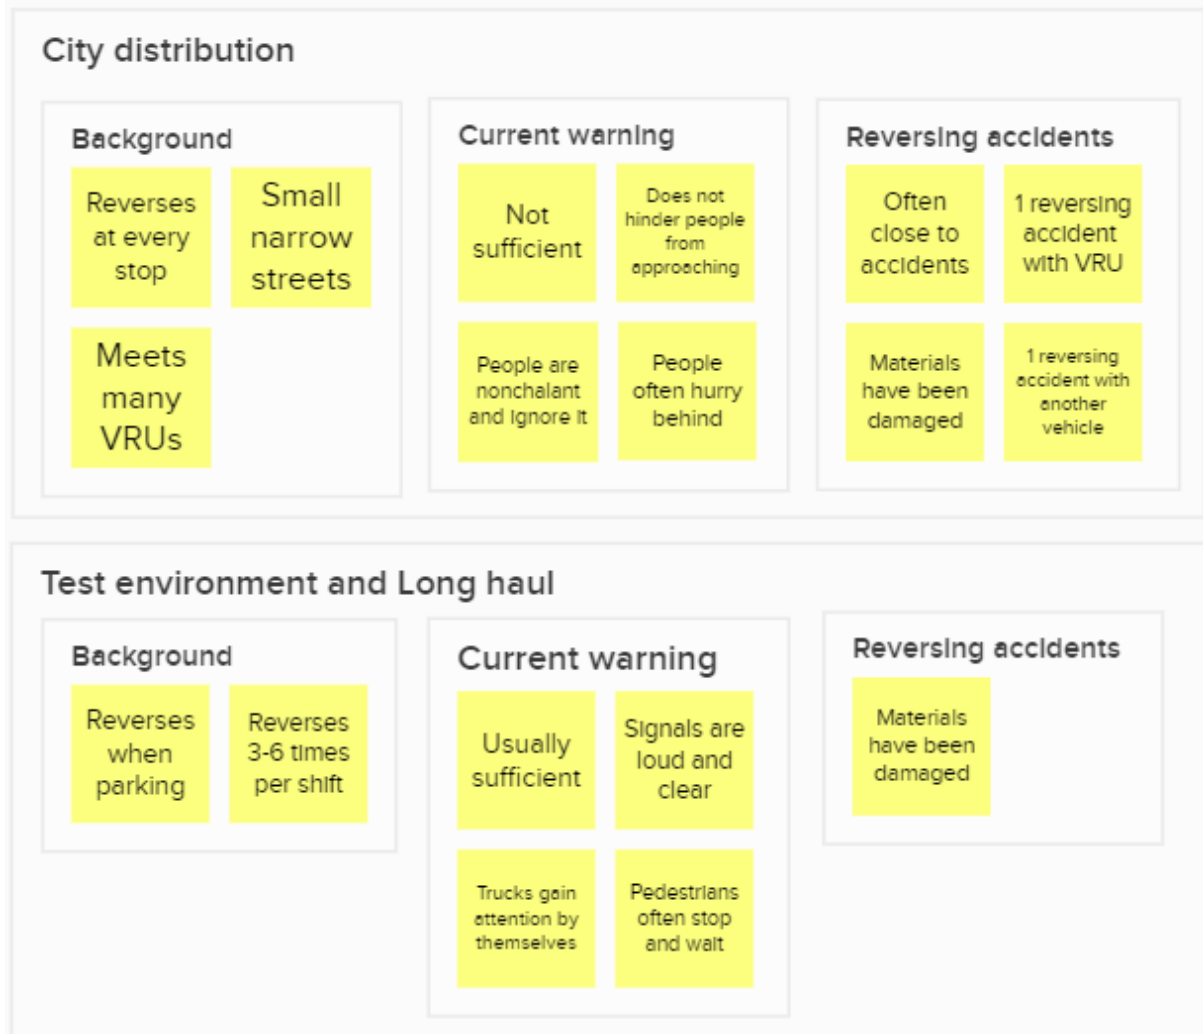 City distribution
Background
Reverses
at every
stop
Small
narrow
streets
Meets
many
VRUs
Current warning
Not
sufficient
Does not
hinder people
from
approaching
People are
nonchalant
and ignore it
People
often hurry
behind
Reversing accidents
Often
close to
accidents
1 reversing
accident
with VRU
Materials
have been
damaged
1 reversing
accident with
another
vehicle
Test environment and Long haul
Background
Reverses
when
parking
Reverses
3-6 times
per shift
Current warning
Usually
sufficient
Signals are
loud and
clear
Trucks gain
attention by
themselves
Pedestrians
often stop
and wait
Reversing accidents
Materials
have been
damaged